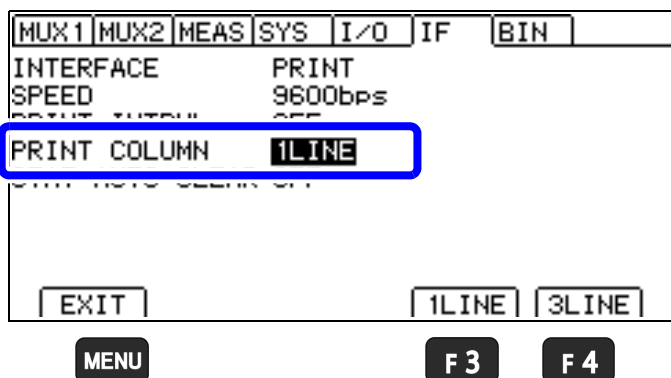 MUX1 MUX2 MEAS SYS I/O IF BIN
INTERFACE PRINT
SPEED 9600bps
PRINT COLUMN 1LINE
EXIT 1LINE 3LINE
MENU F3 F4